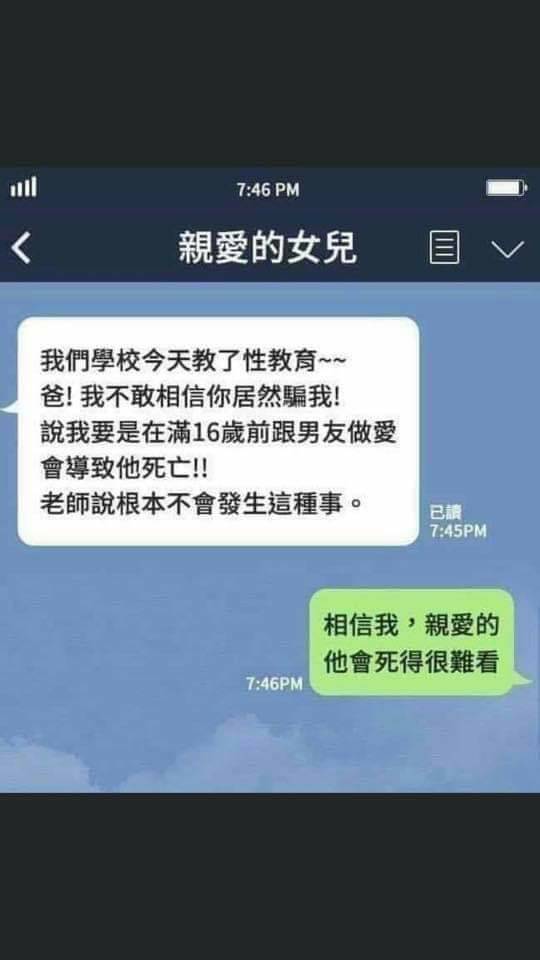 7:46 PM
親愛的女兒
我們學校今天教了性教育~~
爸! 我不敢相信你居然騙我!
說我要是在滿16歲前跟男友做愛
會導致他死亡!!
老師說根本不會發生這種事。
已讀
7:45PM
相信我，親愛的
他會死得很難看
7:46PM